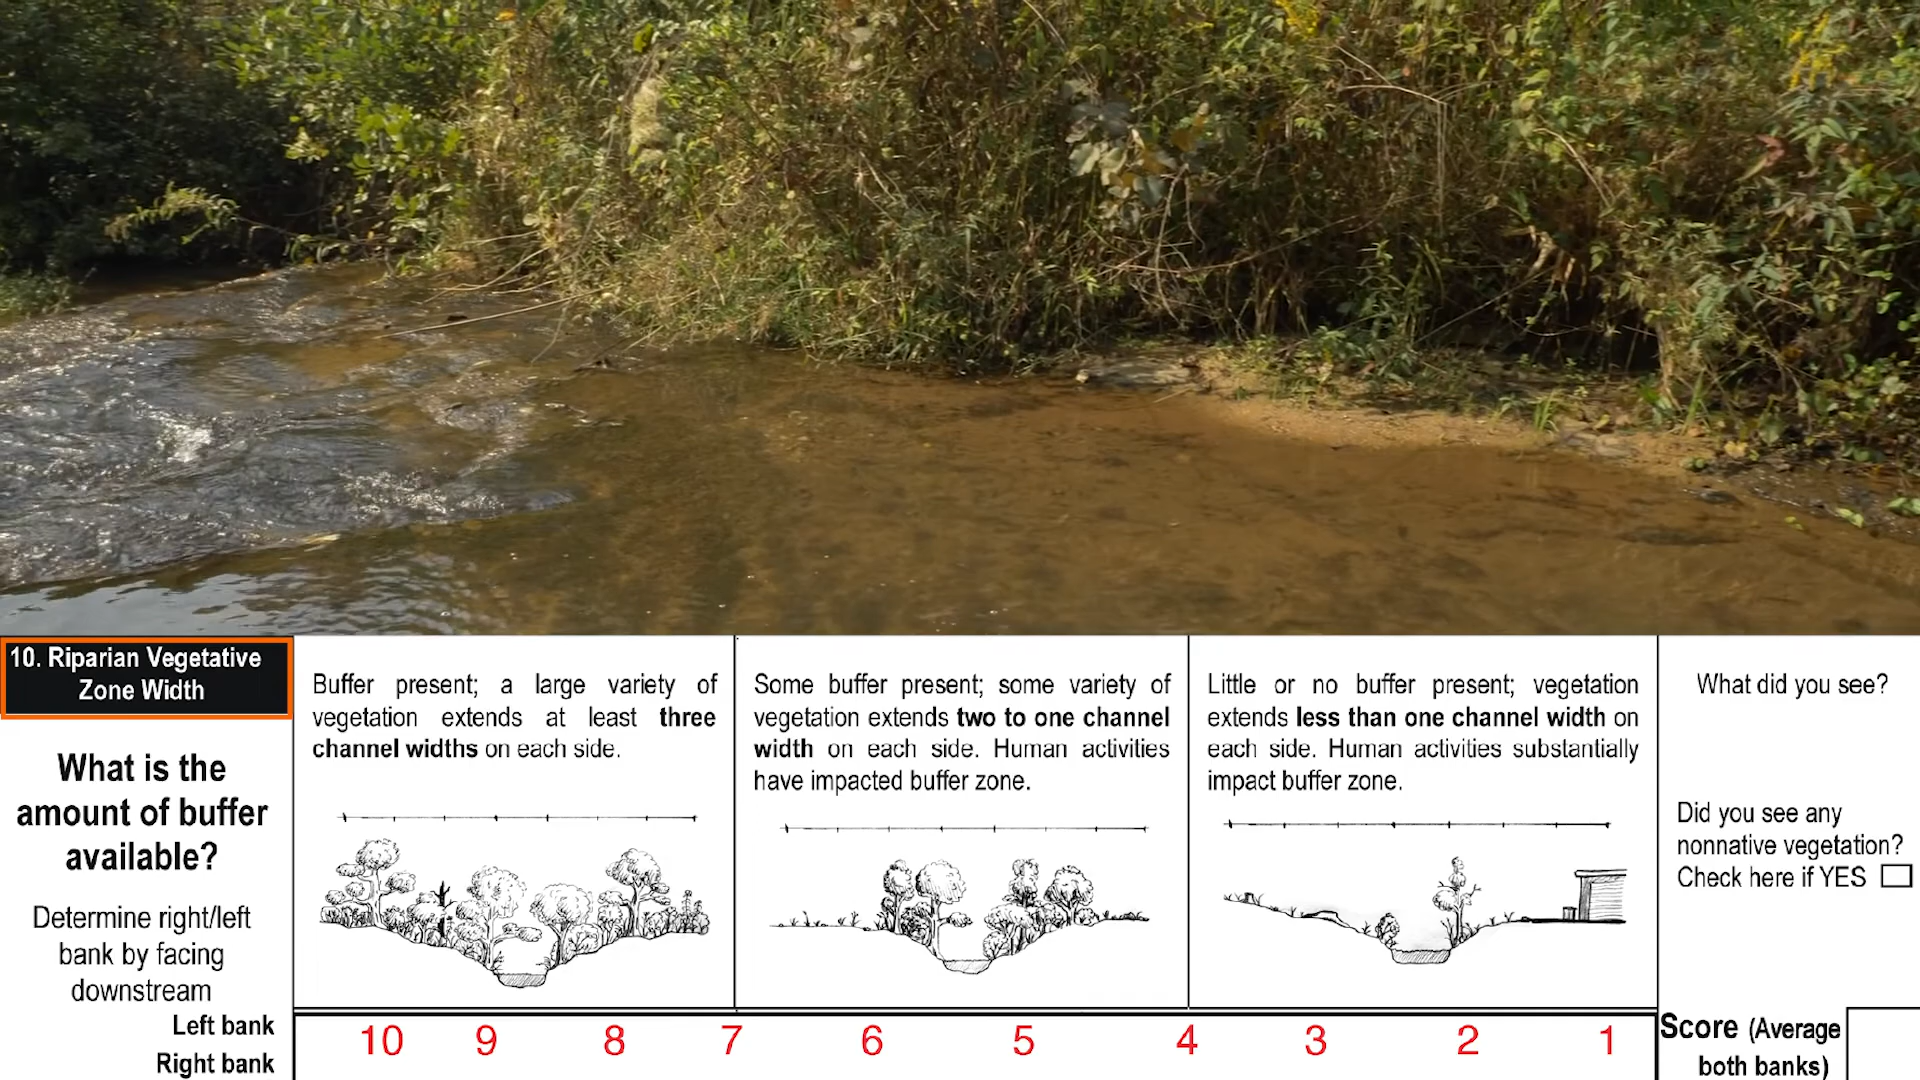 10. Riparian Vegetative
Zone Width
What is the
amount of buffer
available?
Determine right/left
bank by facing
downstream
Left bank
Right bank
Buffer present; a large variety of
vegetation extends at least three
channel widths on each side.
Some buffer present; some variety of
vegetation extends two to one channel
width on each side. Human activities
have impacted buffer zone.
Little or no buffer present; vegetation
extends less than one channel width on
each side. Human activities substantially
impact buffer zone.
10 9 8 7 6 5 4 3 2 1
What did you see?
Did you see any
nonnative vegetation?
Check here if YES
Score (Average
both banks)